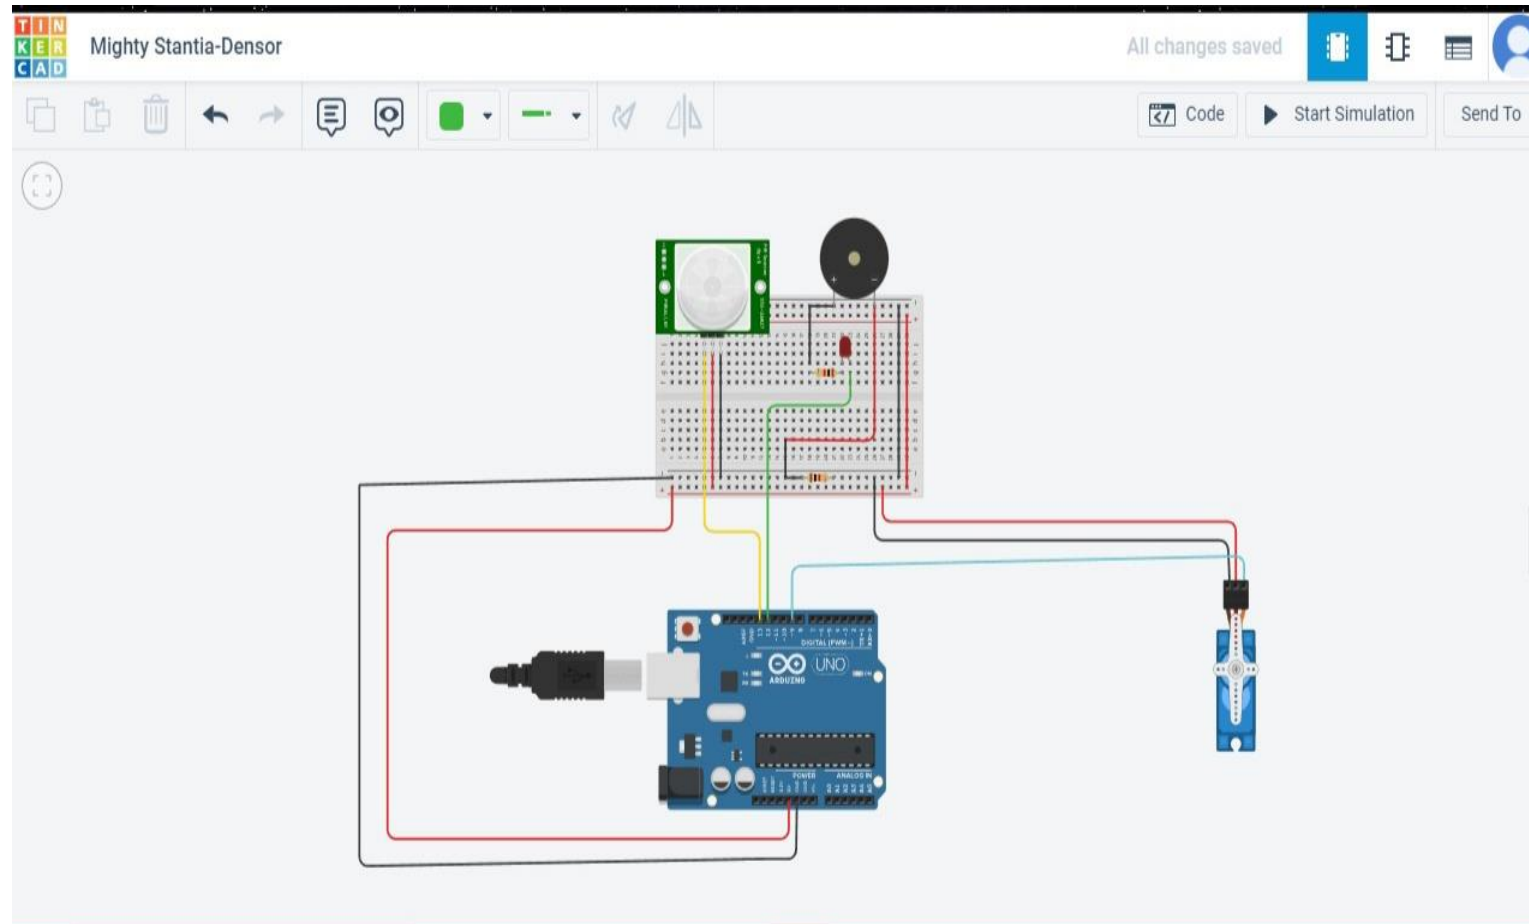 TIN
KER
CAD
Mighty Stantia-Densor
All changes saved
Code
Start Simulation
Send To
DIGITAL (PWM~)
UNO
ARDUINO
POWER
ANALOG IN